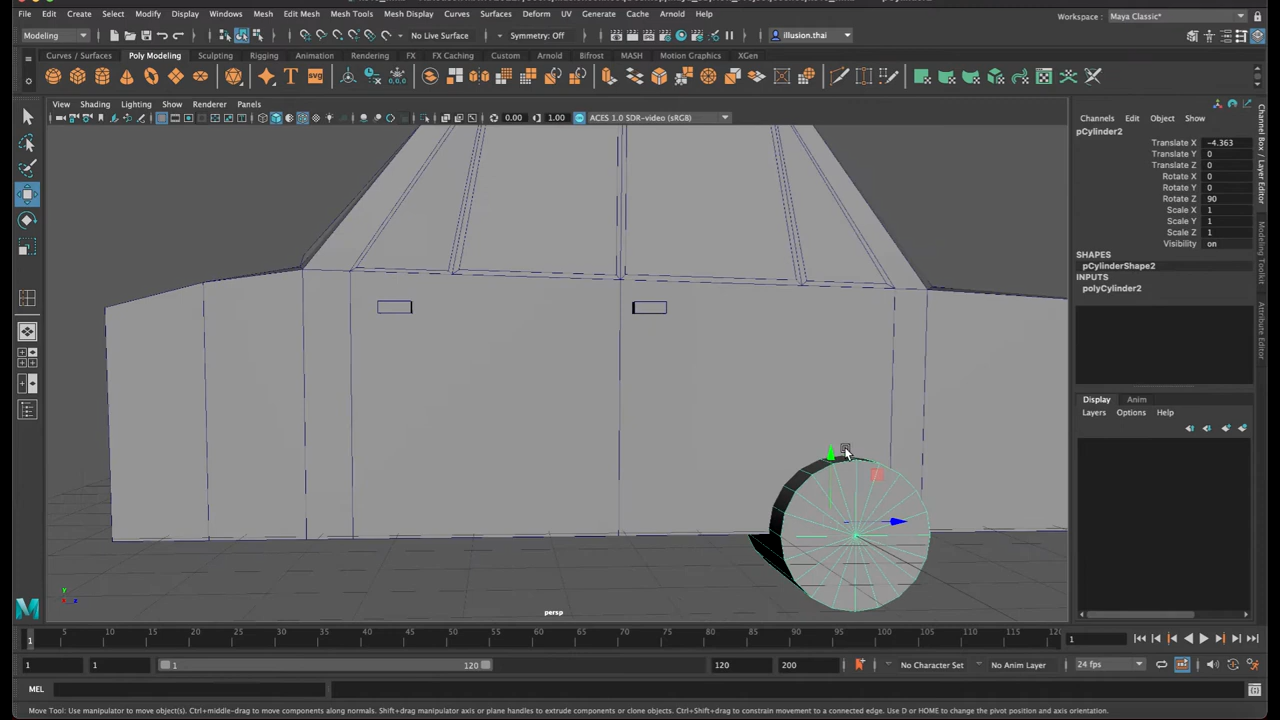 File Edit Create Select Modify Display Windows Mesh Edit Mesh Mesh Tools Mesh Display Curves Surfaces Deform UV Generate Cache Arnold Help
Workspace : Maya Classic*
Modeling
No Live Surface
Symmetry: Off
illusion.thai
Curves / Surfaces Poly Modeling Sculpting Rigging Animation Rendering FX FX Caching Custom Arnold Bifrost MASH Motion Graphics XGen
View Shading Lighting Show Renderer Panels
0.00 1.00 ACES 1.0 SDR-video (sRGB)
Channels Edit Object Show
pCylinder2
Translate X -4.363
Translate Y 0
Translate Z 0
Rotate X 0
Rotate Y 0
Rotate Z 90
Scale X 1
Scale Y 1
Scale Z 1
Visibility on
SHAPES
pCylinderShape2
INPUTS
polyCylinder2
Channel Box / Layer Editor
Modeling Toolkit
Attribute Editor
Display Anim
Layers Options Help
persp
5 10 15 20 25 30 35 40 45 50 55 60 65 70 75 80 85 90 95 100 105 110 115 120
1
1
1
1
120
120
200
No Character Set
No Anim Layer
24 fps
MEL
Move Tool: Use manipulator to move object(s). Ctrl+middle-drag to move components along normals. Shift+drag manipulator axis or plane handles to extrude components or clone objects. Ctrl+Shift+drag to constrain movement to a connected edge. Use D or HOME to change the pivot position and axis orientation.